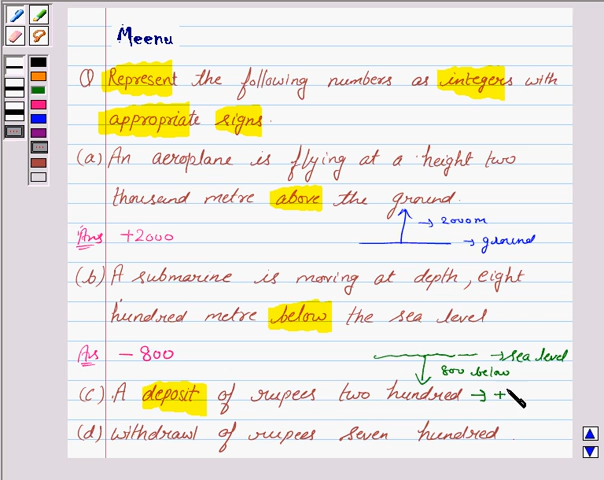 Meenu
Q Represent the following numbers as integers with
appropriate signs.
(a) An aeroplane is flying at a height two
thousand metre above the ground.
Ans +2000
→ 2000m
→ ground
(b) A submarine is moving at depth, eight
hundred metre below the sea level
Ans - 800
→ sea level
800 below
(c) A deposit of rupees two hundred → +
(d) withdrawl of rupees seven hundred.